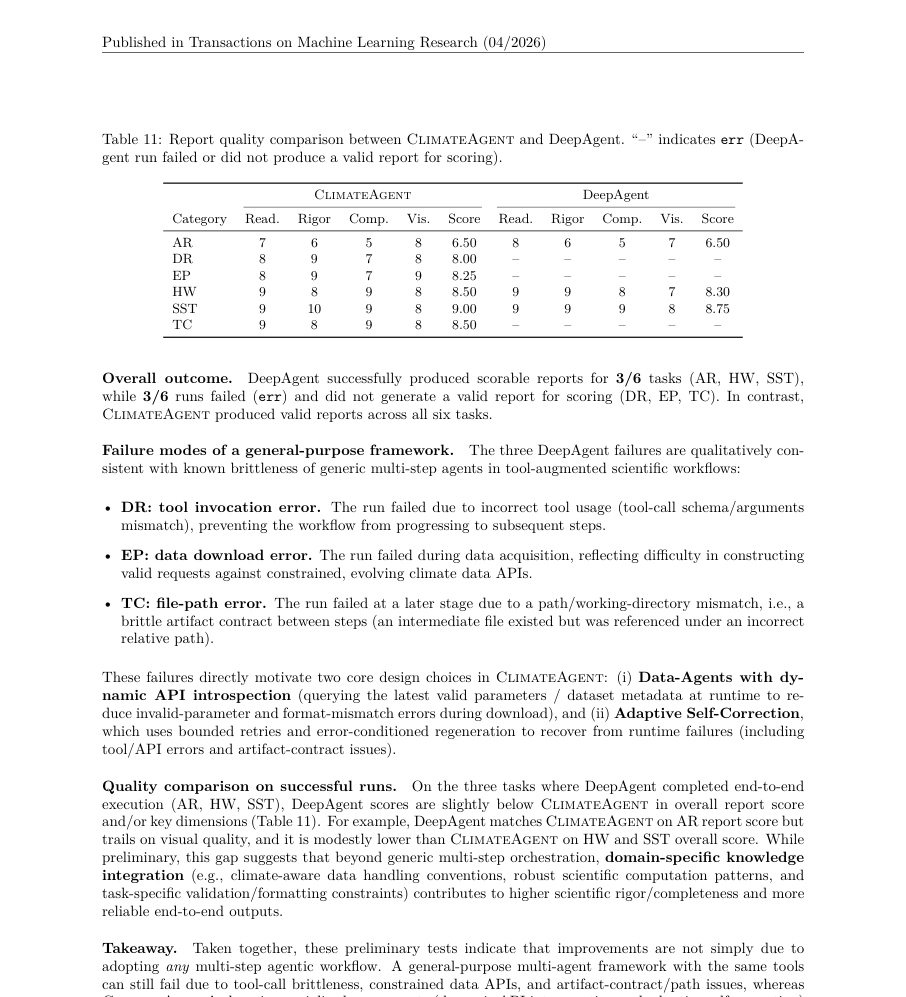 Published in Transactions on Machine Learning Research (04/2026)
Table 11: Report quality comparison between CLIMATEAGENT and DeepAgent. “–” indicates err (DeepA-
gent run failed or did not produce a valid report for scoring).
CLIMATEAGENT DeepAgent
Category Read. Rigor Comp. Vis. Score Read. Rigor Comp. Vis. Score
AR 7 6 5 8 6.50 8 6 5 7 6.50
DR 8 9 7 8 8.00 – – – – –
EP 8 9 7 9 8.25 – – – – –
HW 9 8 9 8 8.50 9 9 8 7 8.30
SST 9 10 9 8 9.00 9 9 9 8 8.75
TC 9 8 9 8 8.50 – – – – –
Overall outcome. DeepAgent successfully produced scorable reports for 3/6 tasks (AR, HW, SST),
while 3/6 runs failed (err) and did not generate a valid report for scoring (DR, EP, TC). In contrast,
CLIMATEAGENT produced valid reports across all six tasks.
Failure modes of a general-purpose framework. The three DeepAgent failures are qualitatively con-
sistent with known brittleness of generic multi-step agents in tool-augmented scientific workflows:
• DR: tool invocation error. The run failed due to incorrect tool usage (tool-call schema/arguments
mismatch), preventing the workflow from progressing to subsequent steps.
• EP: data download error. The run failed during data acquisition, reflecting difficulty in constructing
valid requests against constrained, evolving climate data APIs.
• TC: file-path error. The run failed at a later stage due to a path/working-directory mismatch, i.e., a
brittle artifact contract between steps (an intermediate file existed but was referenced under an incorrect
relative path).
These failures directly motivate two core design choices in CLIMATEAGENT: (i) Data-Agents with dy-
namic API introspection (querying the latest valid parameters / dataset metadata at runtime to re-
duce invalid-parameter and format-mismatch errors during download), and (ii) Adaptive Self-Correction,
which uses bounded retries and error-conditioned regeneration to recover from runtime failures (including
tool/API errors and artifact-contract issues).
Quality comparison on successful runs. On the three tasks where DeepAgent completed end-to-end
execution (AR, HW, SST), DeepAgent scores are slightly below CLIMATEAGENT in overall report score
and/or key dimensions (Table 11). For example, DeepAgent matches CLIMATEAGENT on AR report score but
trails on visual quality, and it is modestly lower than CLIMATEAGENT on HW and SST overall score. While
preliminary, this gap suggests that beyond generic multi-step orchestration, domain-specific knowledge
integration (e.g., climate-aware data handling conventions, robust scientific computation patterns, and
task-specific validation/formatting constraints) contributes to higher scientific rigor/completeness and more
reliable end-to-end outputs.
Takeaway. Taken together, these preliminary tests indicate that improvements are not simply due to
adopting any multi-step agentic workflow. A general-purpose multi-agent framework with the same tools
can still fail due to tool-call brittleness, constrained data APIs, and artifact-contract/path issues, whereas